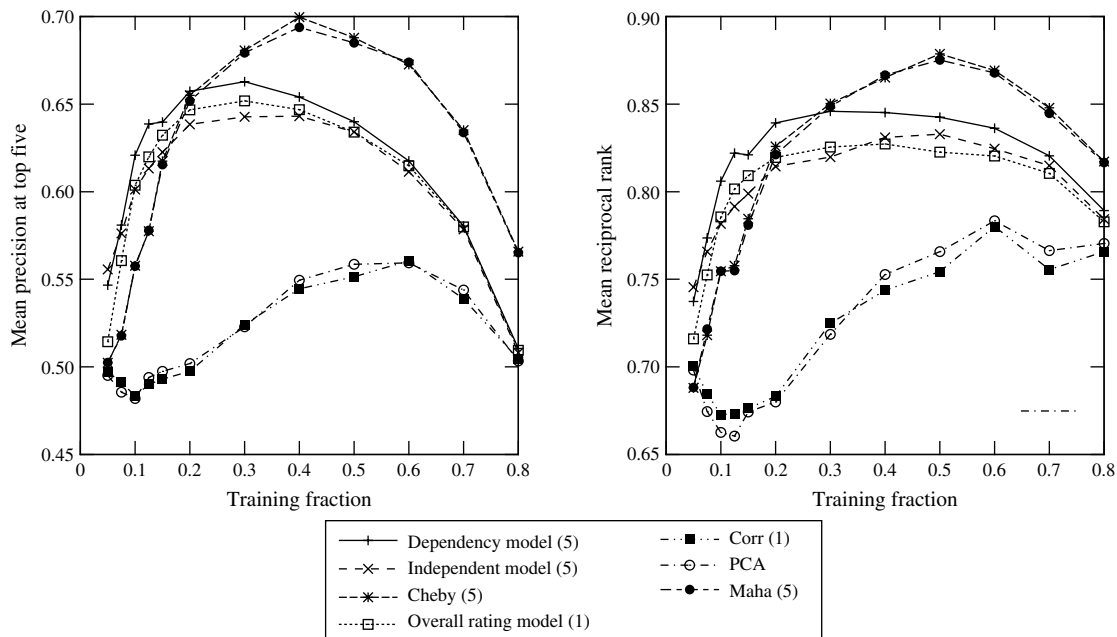 0.70
0.65
0.60
0.55
0.50
0.45
Mean precision at top five
0 0.1 0.2 0.3 0.4 0.5 0.6 0.7 0.8
Training fraction
0.90
0.85
0.80
0.75
0.70
0.65
Mean reciprocal rank
0 0.1 0.2 0.3 0.4 0.5 0.6 0.7 0.8
Training fraction
Dependency model (5)
Independent model (5)
Cheby (5)
Overall rating model (1)
Corr (1)
PCA
Maha (5)